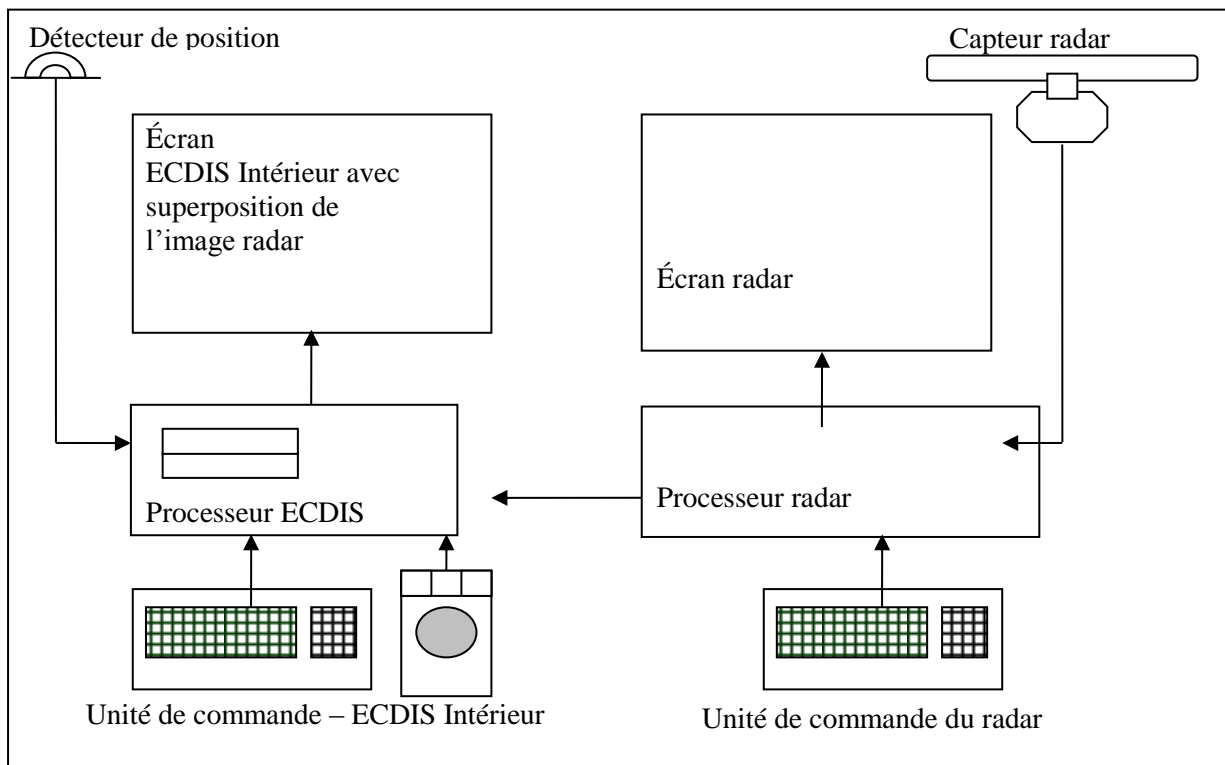 Détecteur de position
Capteur radar
Écran
ECDIS Intérieur avec
superposition de
l’image radar
Écran radar
Processeur ECDIS
Processeur radar
Unité de commande – ECDIS Intérieur
Unité de commande du radar